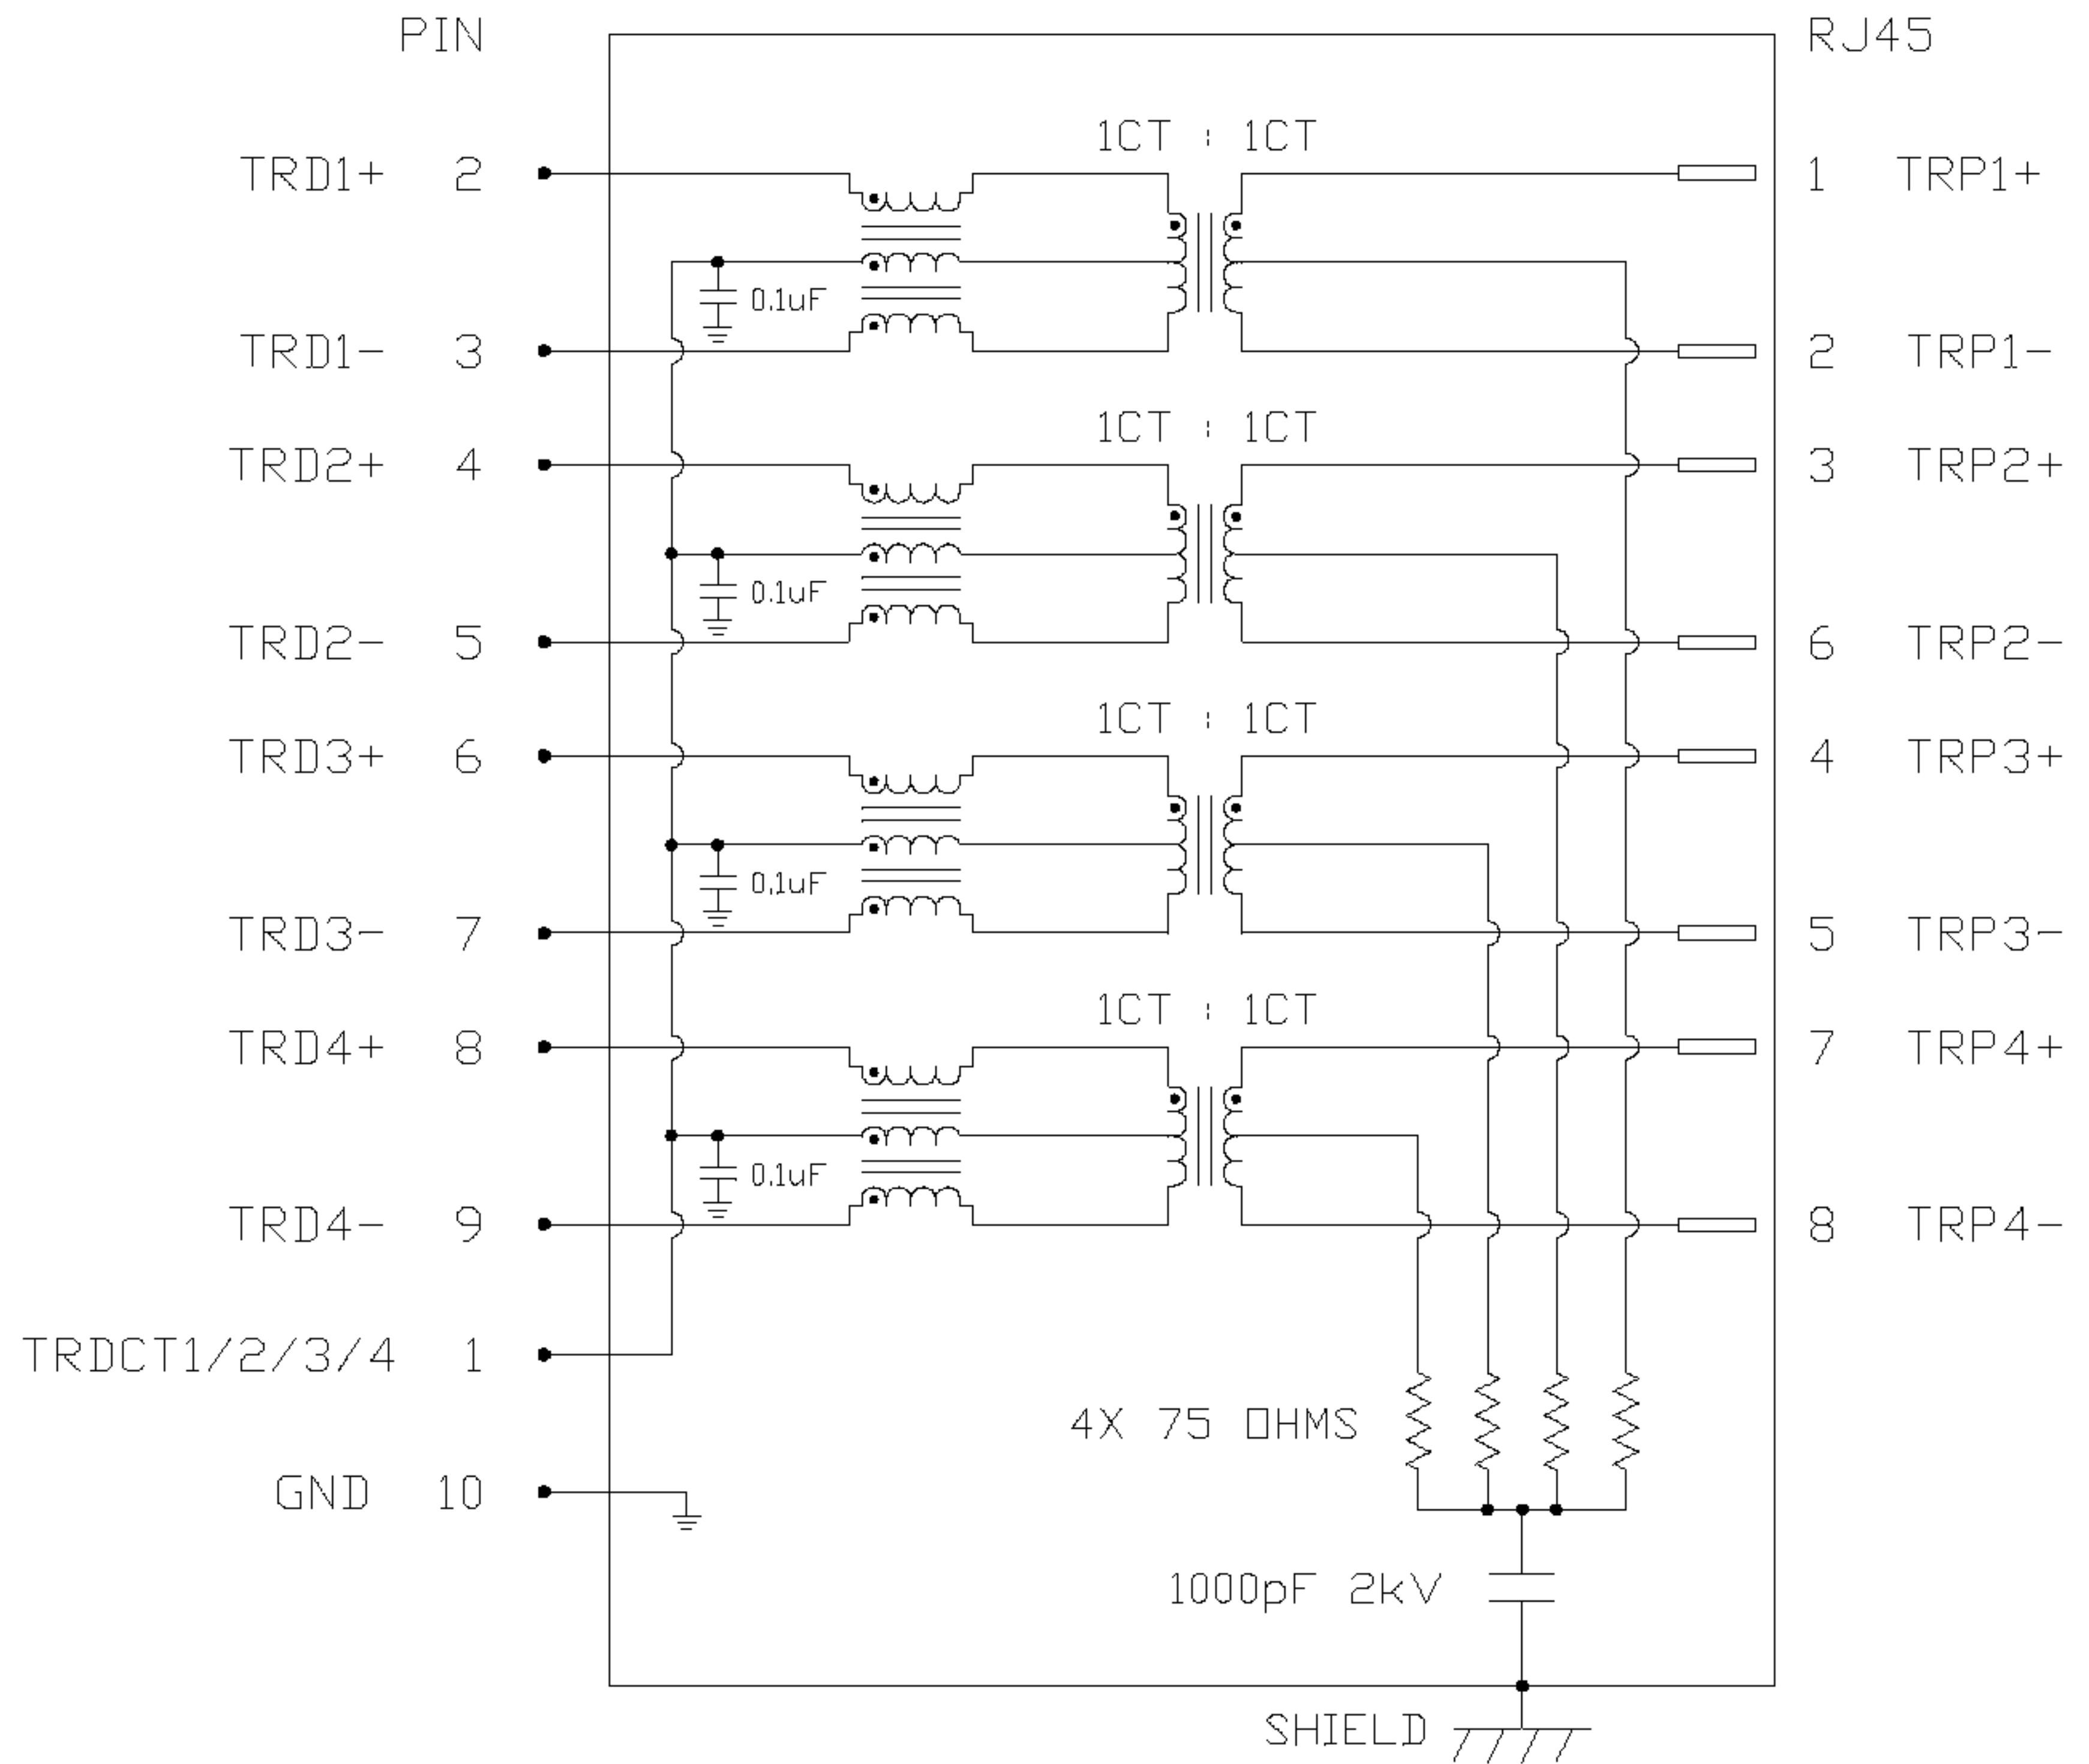 PIN RJ45
1CT : 1CT
TRD1+ 2 1 TRP1+
0.1uF
TRD1- 3 2 TRP1-
1CT : 1CT
TRD2+ 4 3 TRP2+
0.1uF
TRD2- 5 6 TRP2-
1CT : 1CT
TRD3+ 6 4 TRP3+
0.1uF
TRD3- 7 5 TRP3-
1CT : 1CT
TRD4+ 8 7 TRP4+
0.1uF
TRD4- 9 8 TRP4-
TRDCT1/2/3/4 1
4X 75 OHMS
GND 10
1000pF 2kV
SHIELD